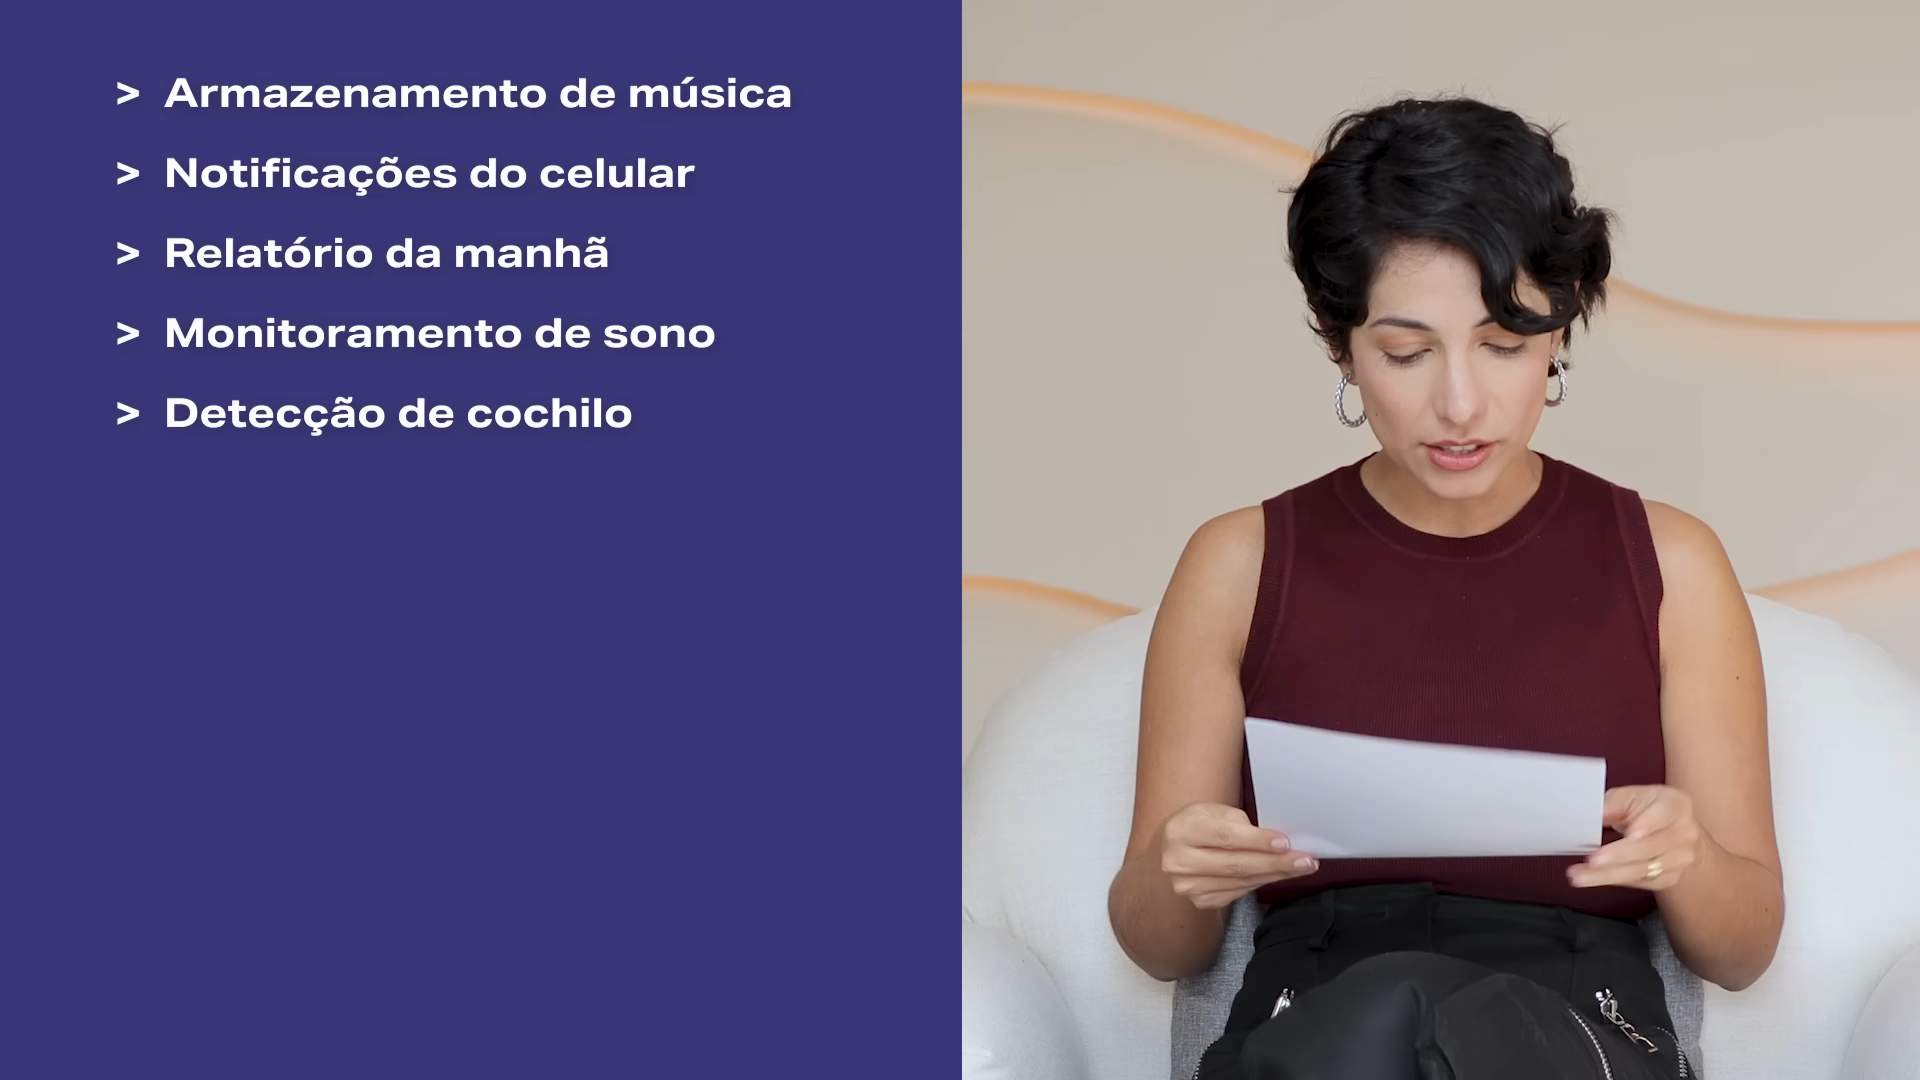 > Armazenamento de música
> Notificações do celular
> Relatório da manhã
> Monitoramento de sono
> Detecção de cochilo